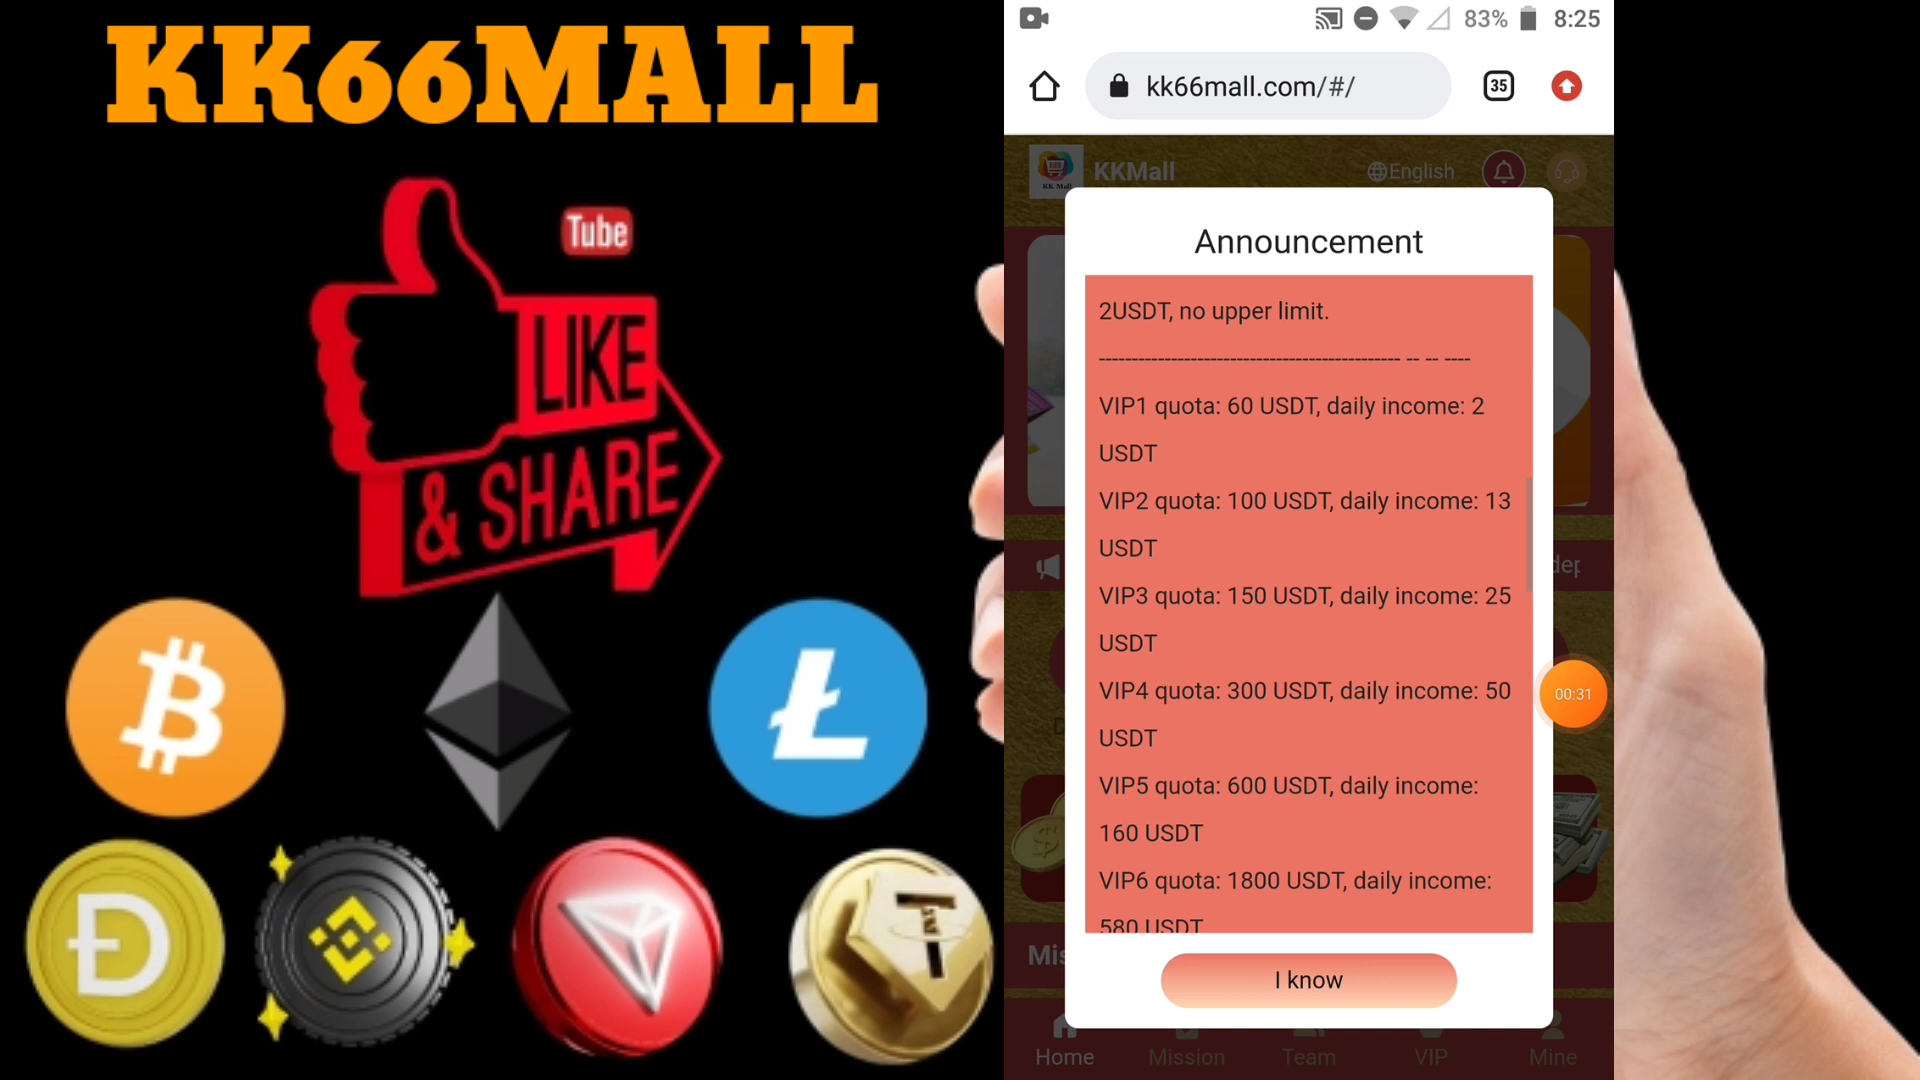 KK66MALL
Tube
LIKE
& SHARE
83% 8:25
kk66mall.com/#/
35
KK Mall
KKMall
English
Announcement
2USDT, no upper limit.
---------------------------------------------- -- -- ----
VIP1 quota: 60 USDT, daily income: 2
USDT
VIP2 quota: 100 USDT, daily income: 13
USDT
VIP3 quota: 150 USDT, daily income: 25
USDT
VIP4 quota: 300 USDT, daily income: 50
USDT
VIP5 quota: 600 USDT, daily income:
160 USDT
VIP6 quota: 1800 USDT, daily income:
580 USDT
00:31
I know
Home Mission Team VIP Mine